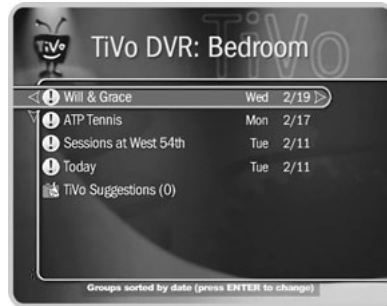 TiVo
TiVo DVR: Bedroom
Will & Grace Wed 2/19
ATP Tennis Mon 2/17
Sessions at West 54th Tue 2/11
Today Tue 2/11
TiVo Suggestions (0)
Groups sorted by date (press ENTER to change)